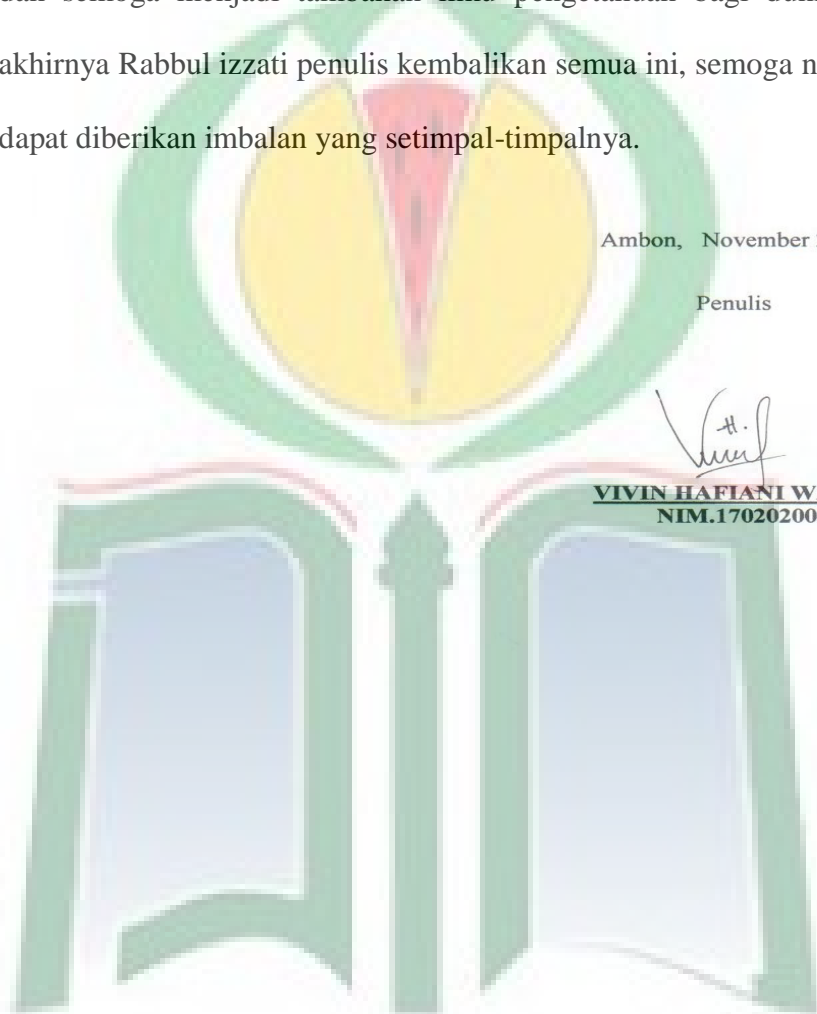 dan semoga menjadi tambahan ilmu pengetahuan bagi
akhirnya Rabbul izzati penulis kembalikan semua ini, semoga
dapat diberikan imbalan yang setimpal-timpalnya.
Ambon, November
Penulis
VIVIN HAFIANI
NIM.17020200